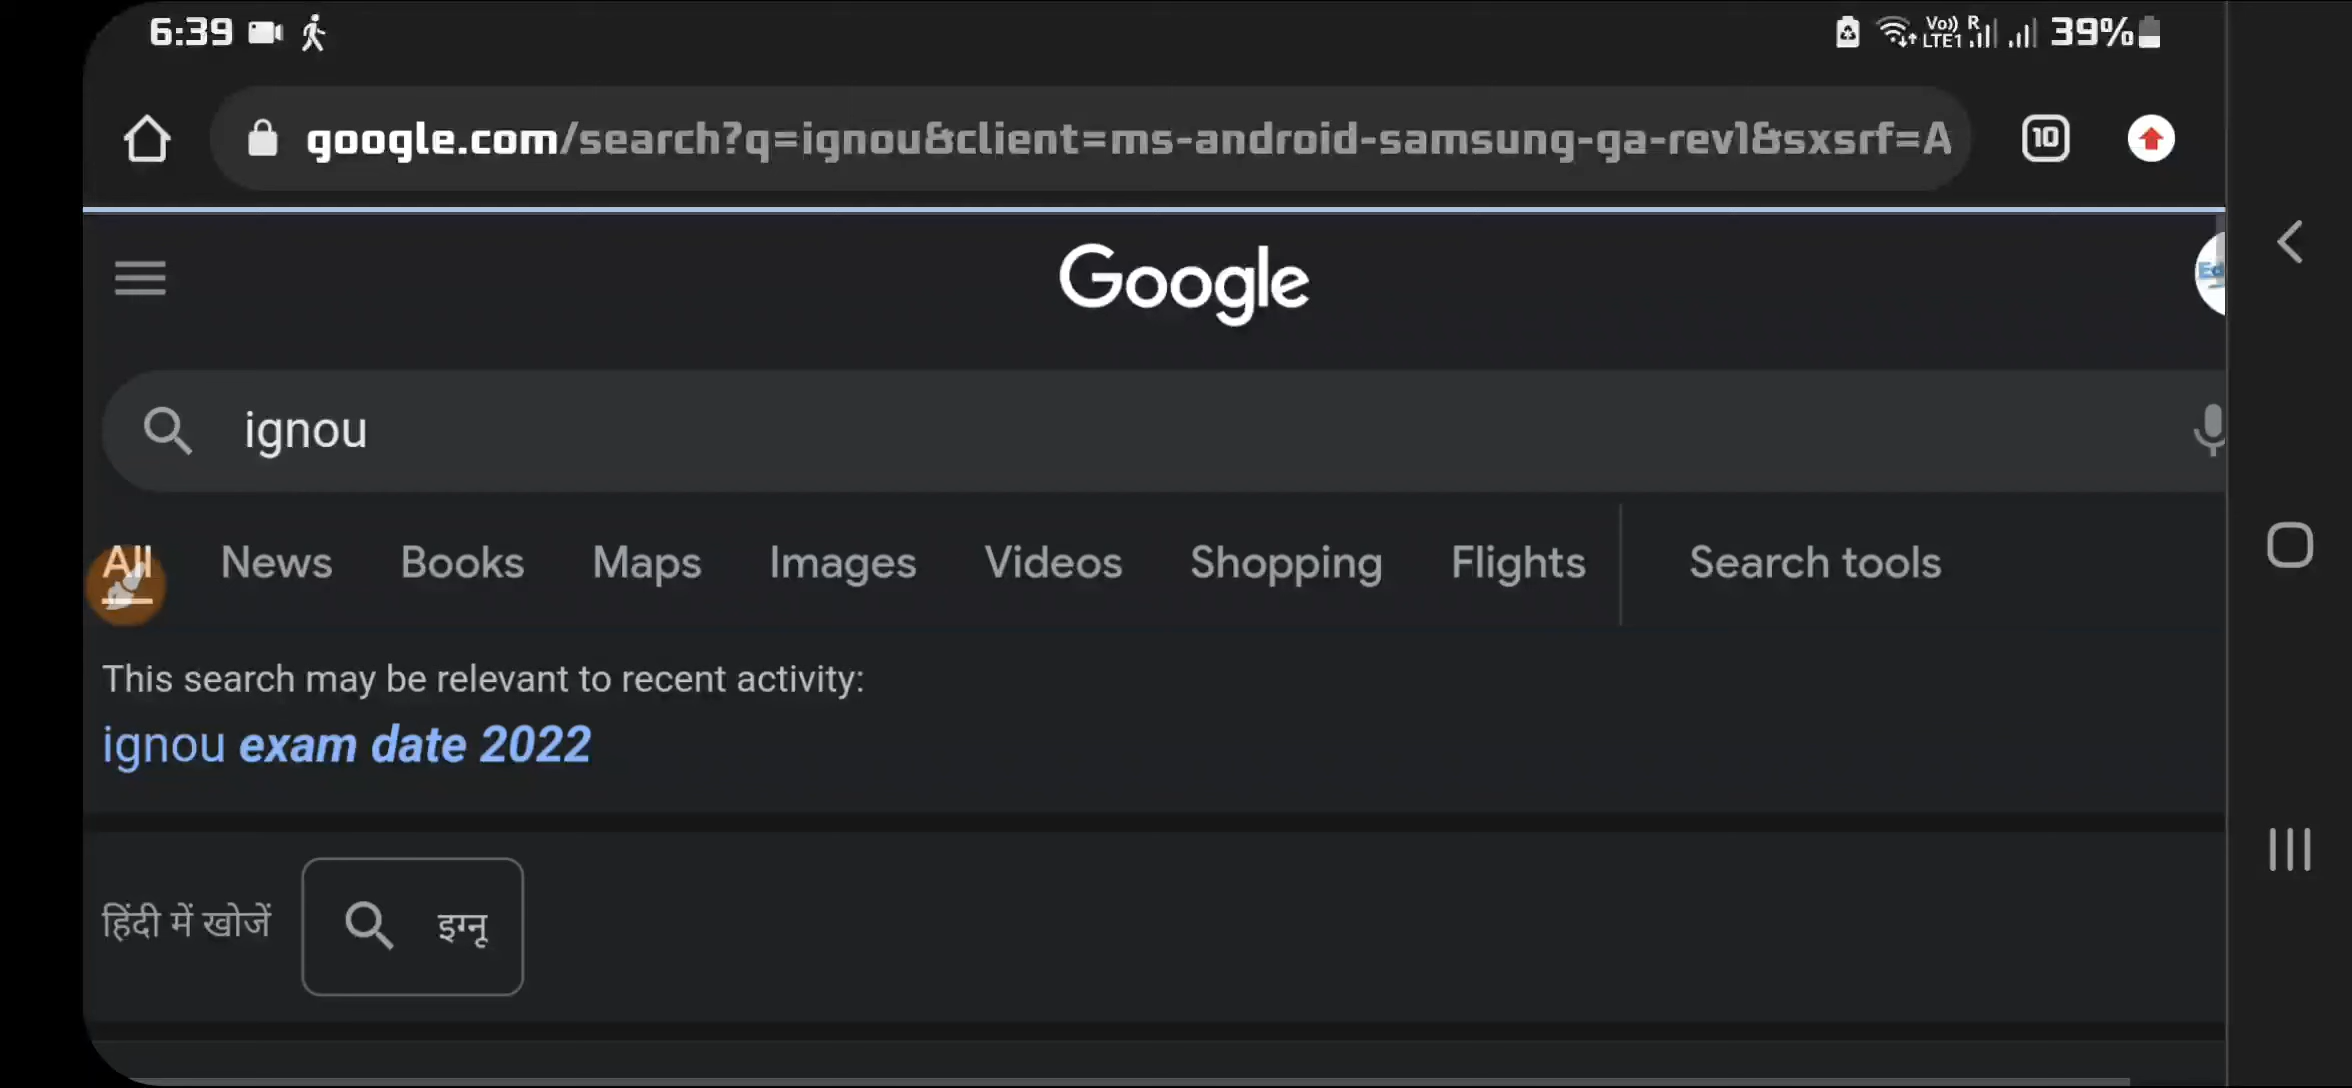 6:39 Vo)) R LTE1 39%
google.com/search?q=ignou&client=ms-android-samsung-ga-rev1&sxsrf=A 10
Google
ignou
All News Books Maps Images Videos Shopping Flights Search tools
This search may be relevant to recent activity:
ignou exam date 2022
हिंदी में खोजें इग्नू